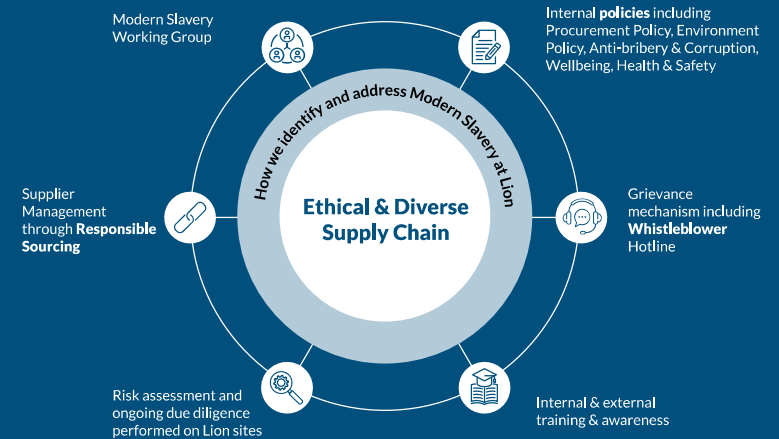 Modern Slavery
Working Group
Internal policies including
Procurement Policy, Environment
Policy, Anti-bribery & Corruption,
Wellbeing, Health & Safety
How we identify and address Modern Slavery at Lion
Ethical & Diverse
Supply Chain
Supplier
Management
through Responsible
Sourcing
Grievance
mechanism including
Whistleblower
Hotline
Risk assessment and
ongoing due diligence
performed on Lion sites
Internal & external
training & awareness